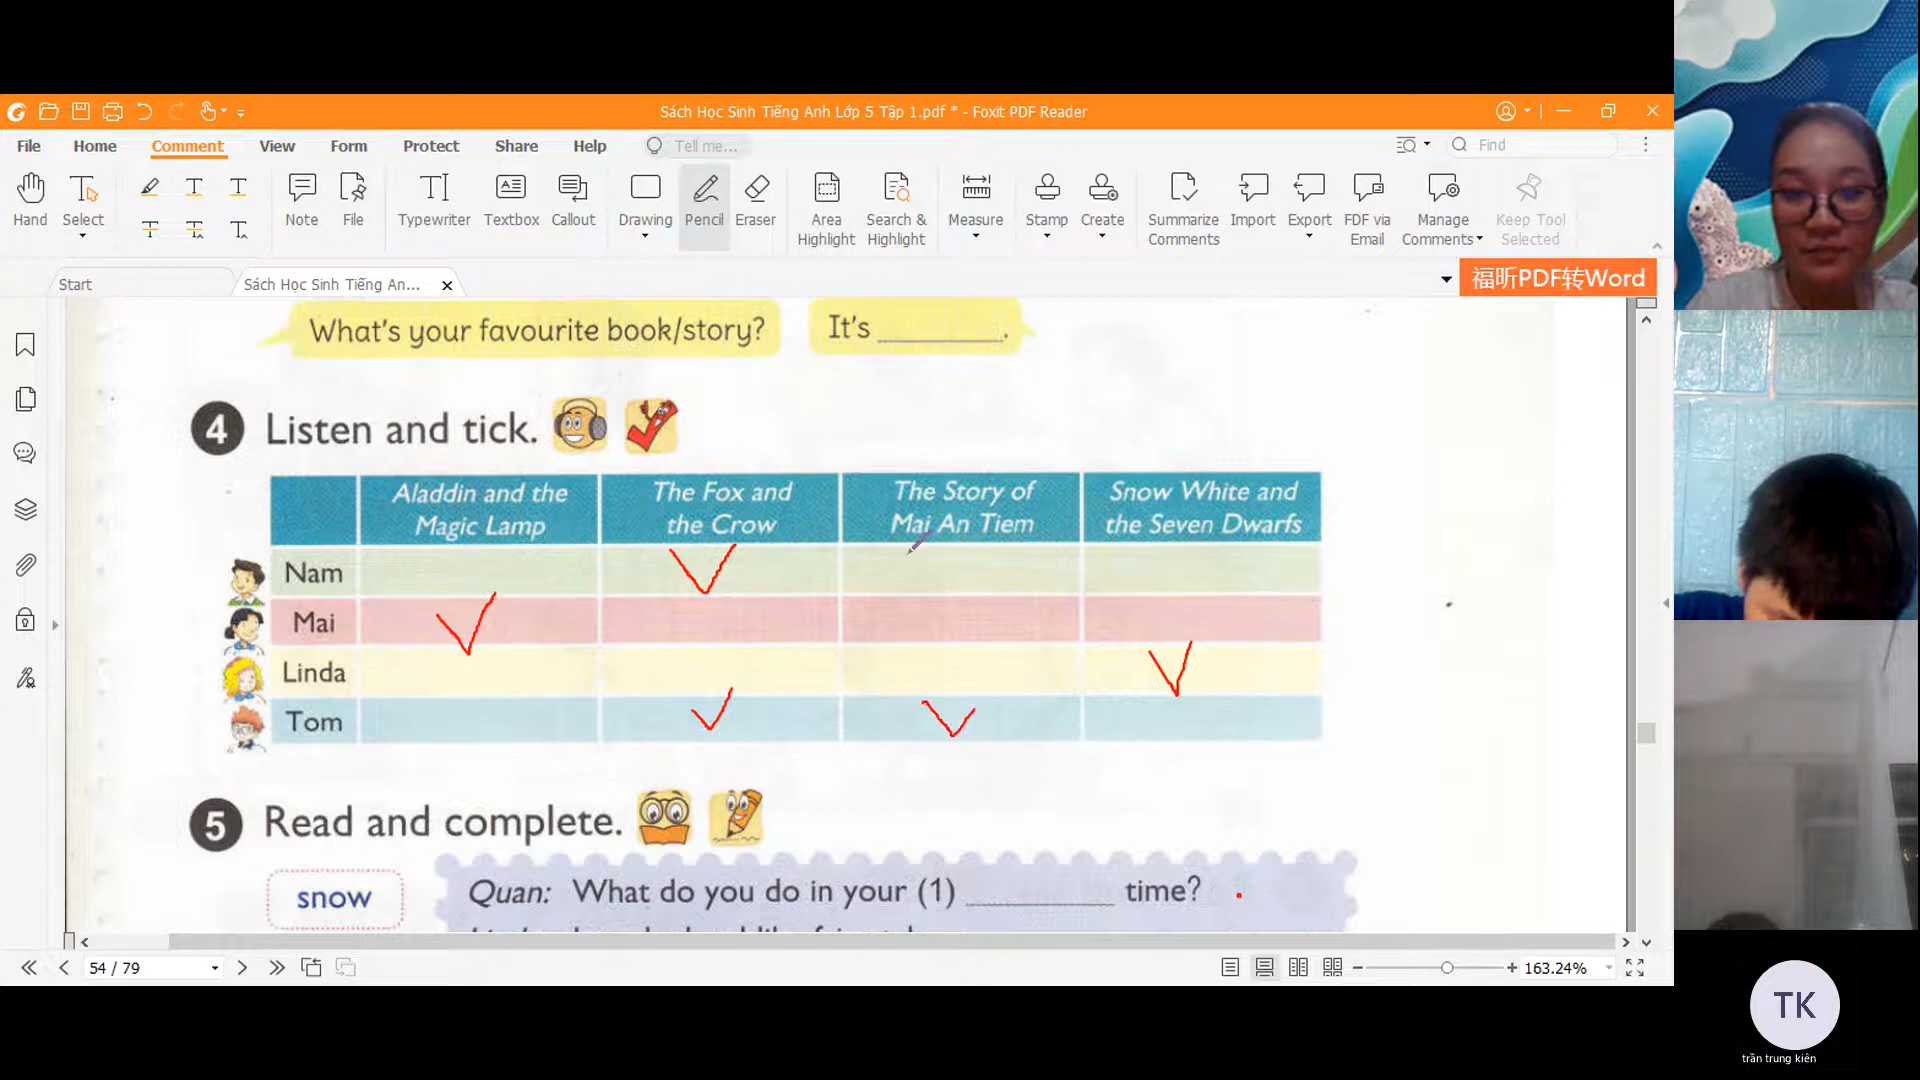 Sách Học Sinh Tiếng Anh Lớp 5 Tập 1.pdf * - Foxit PDF Reader
File Home Comment View Form Protect Share Help Tell me... Find
Hand Select Note File Typewriter Textbox Callout Drawing Pencil Eraser Area Highlight Search & Highlight Measure Stamp Create Summarize Comments Import Export FDF via Email Manage Comments Keep Tool Selected
Start Sách Học Sinh Tiếng An... 福昕PDF转Word
What's your favourite book/story? It's ________.
4 Listen and tick.
Aladdin and the Magic Lamp The Fox and the Crow The Story of Mai An Tiem Snow White and the Seven Dwarfs
Nam
Mai
Linda
Tom
5 Read and complete.
snow Quan: What do you do in your (1) ________ time?
54 / 79 163.24%
TK
trần trung kiên